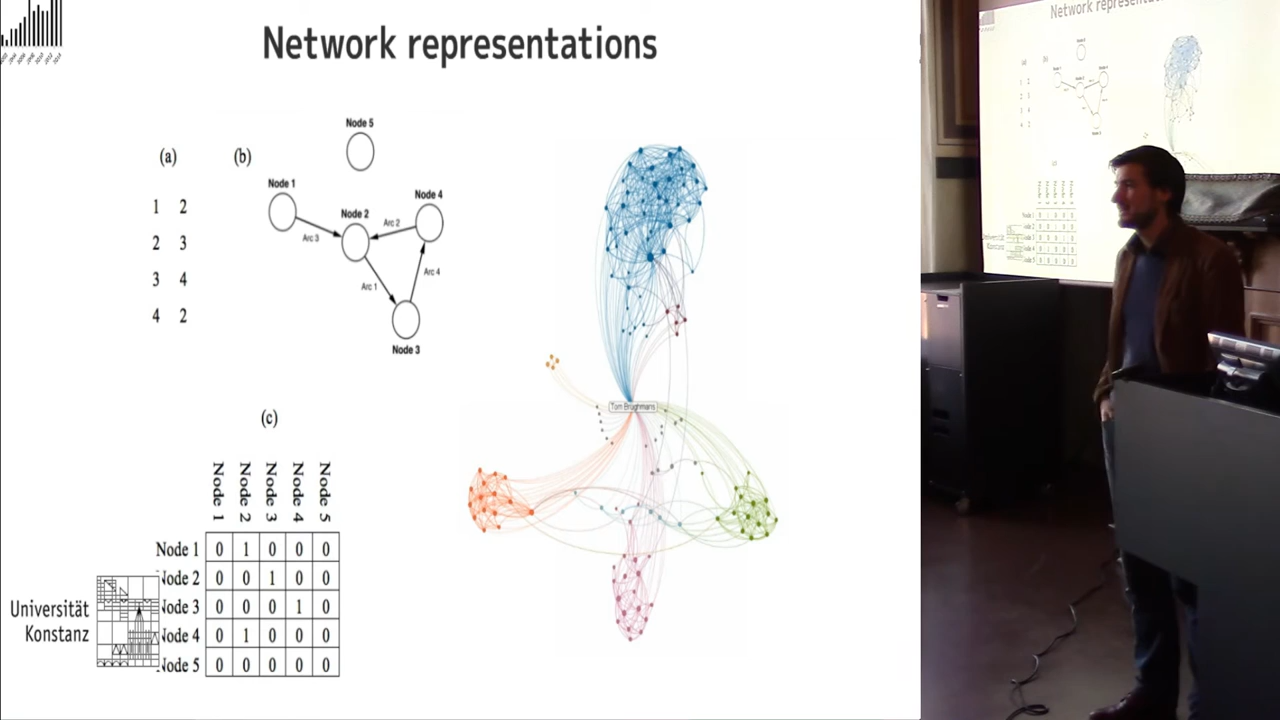 Network representations
(a)
1 2
2 3
3 4
4 2
(b)
Node 5
Node 1
Node 4
Node 2
Arc 2
Arc 3
Arc 4
Arc 1
Node 3
Tom Brughmans
(c)
Node 1 Node 2 Node 3 Node 4 Node 5
Node 1 0 1 0 0 0
Node 2 0 0 1 0 0
Node 3 0 0 0 1 0
Node 4 0 1 0 0 0
Node 5 0 0 0 0 0
Universität
Konstanz